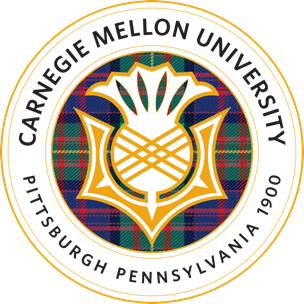 CARNEGIE MELLON UNIVERSITY
PITTSBURGH PENNSYLVANIA 1900